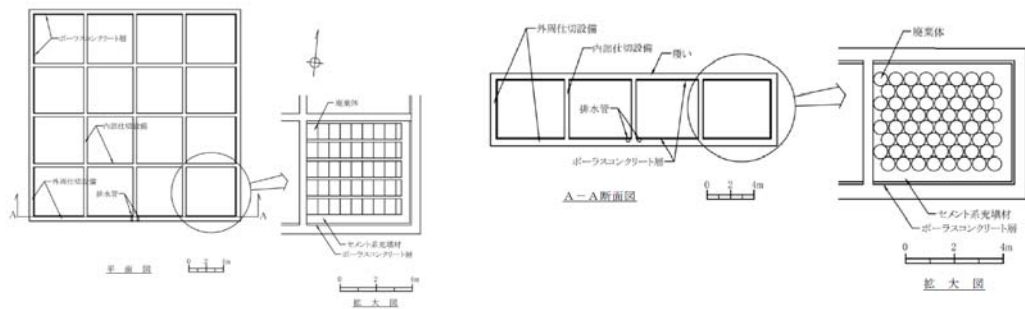 ポーラスコンクリート層
内部仕切設備
外周仕切設備
排水管
A
A
平面図
0 2 4m
廃棄体
セメント系充填材
ポーラスコンクリート層
0 2 4m
拡大図
外周仕切設備
内部仕切設備
覆い
排水管
ポーラスコンクリート層
A－A断面図
0 2 4m
廃棄体
セメント系充填材
ポーラスコンクリート層
0 2 4m
拡大図